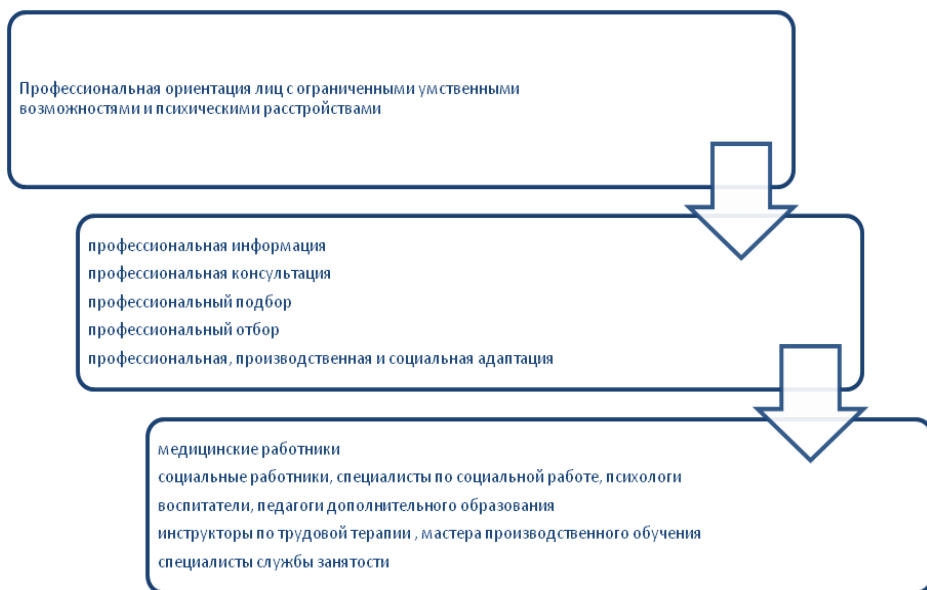 Профессиональная ориентация лиц с ограниченными умственными
возможностями и психическими расстройствами
профессиональная информация
профессиональная консультация
профессиональный подбор
профессиональный отбор
профессиональная, производственная и социальная адаптация
медицинские работники
социальные работники, специалисты по социальной работе, психологи
воспитатели, педагоги дополнительного образования
инструкторы по трудовой терапии , мастера производственного обучения
специалисты службы занятости